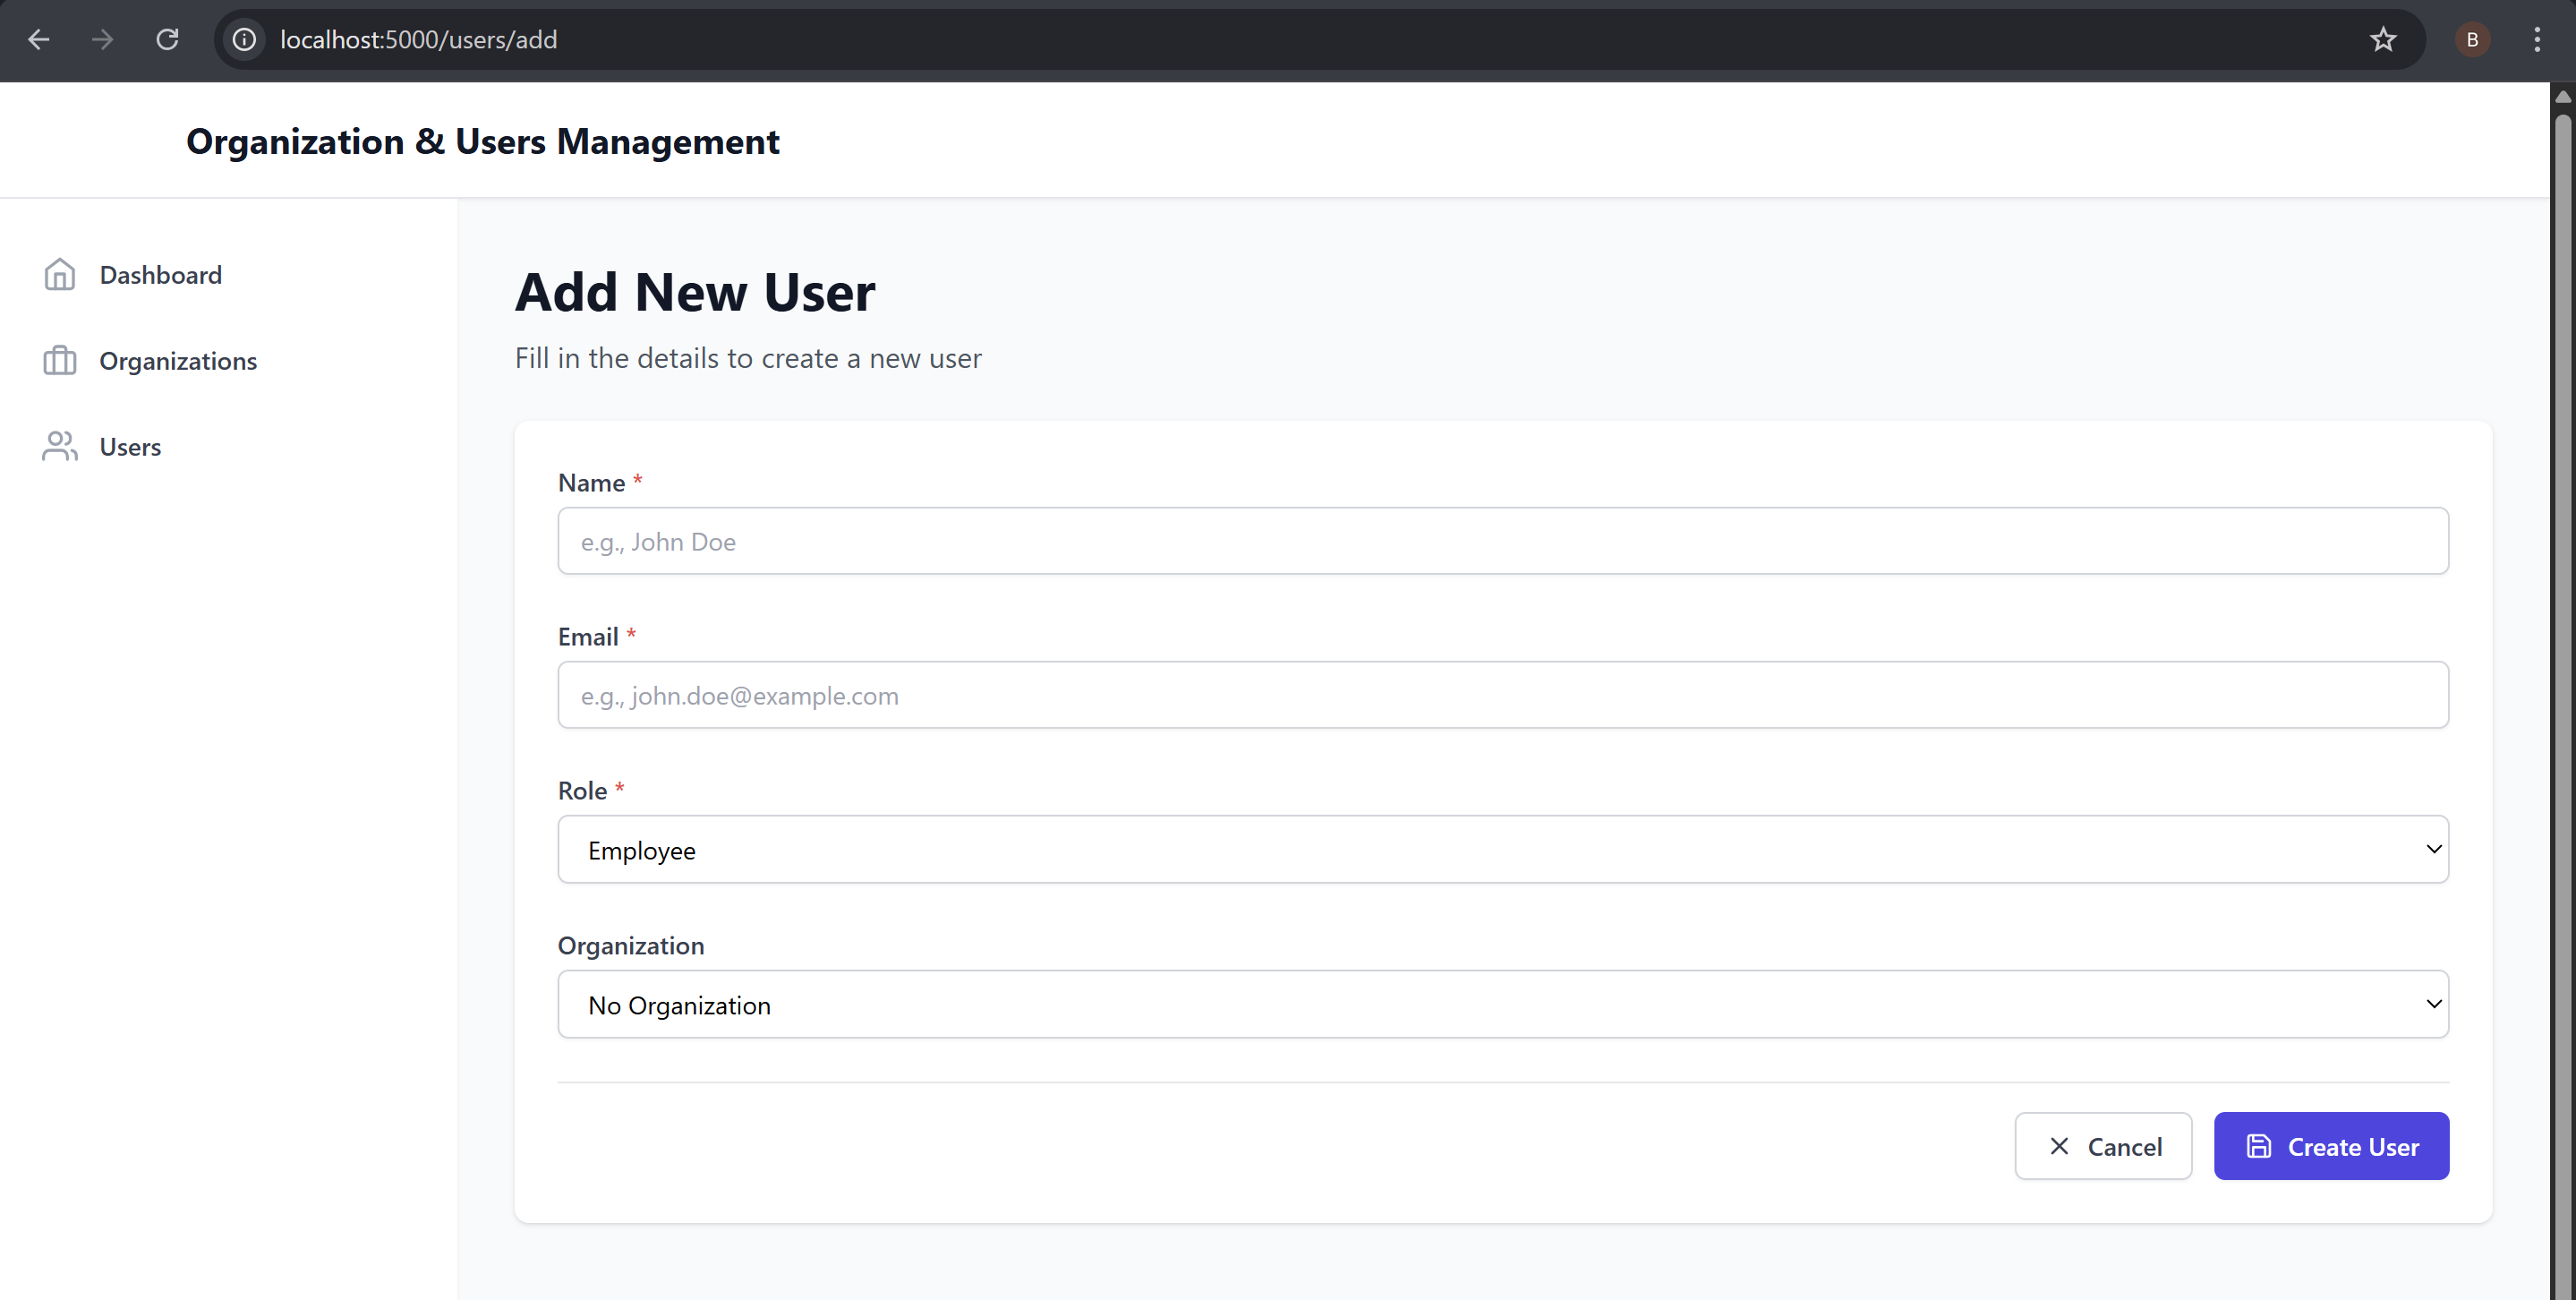 localhost:5000/users/add
B
Organization & Users Management
Dashboard
Organizations
Users
Add New User
Fill in the details to create a new user
Name *
e.g., John Doe
Email *
e.g., john.doe@example.com
Role *
Employee
Organization
No Organization
Cancel
Create User